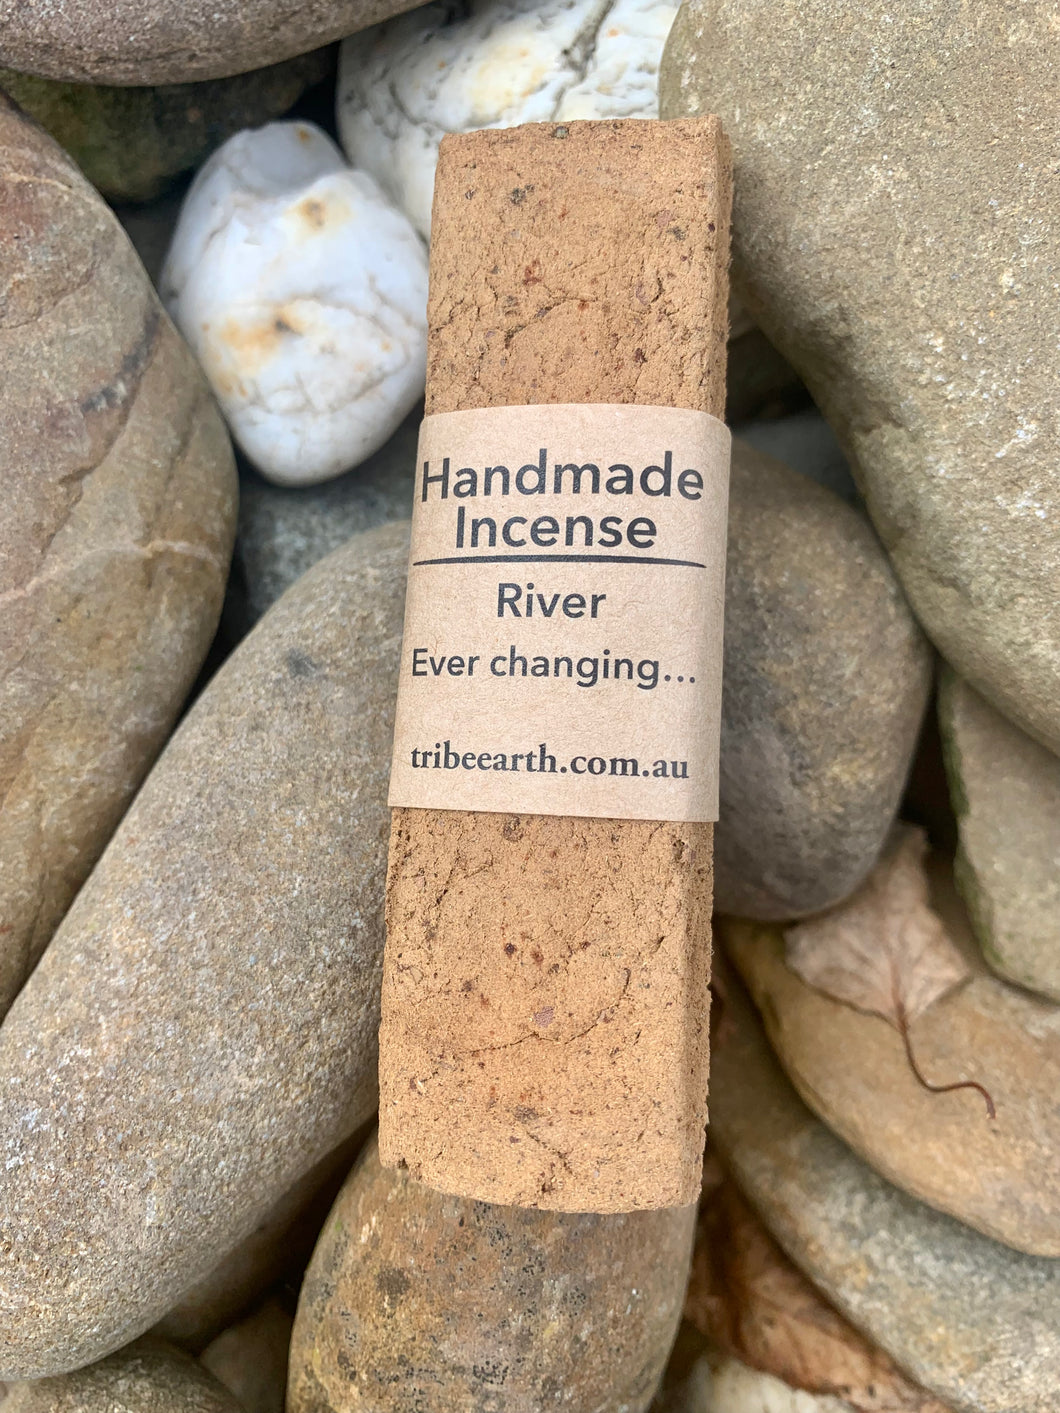 Handmade
Incense
River
Ever changing...
tribeearth.com.au